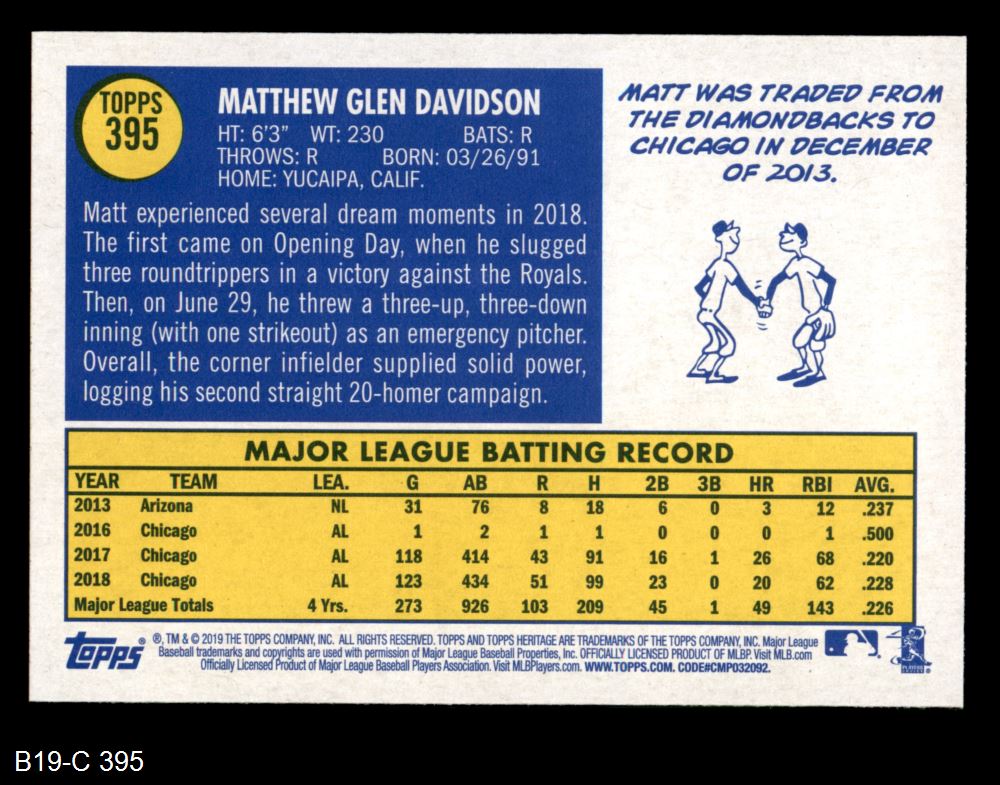 TOPPS
395
MATTHEW GLEN DAVIDSON
HT: 6'3" WT: 230 BATS: R
THROWS: R BORN: 03/26/91
HOME: YUCAIPA, CALIF.
Matt experienced several dream moments in 2018.
The first came on Opening Day, when he slugged
three roundtrippers in a victory against the Royals.
Then, on June 29, he threw a three-up, three-down
inning (with one strikeout) as an emergency pitcher.
Overall, the corner infielder supplied solid power,
logging his second straight 20-homer campaign.
MATT WAS TRADED FROM
THE DIAMONDBACKS TO
CHICAGO IN DECEMBER
OF 2013.
MAJOR LEAGUE BATTING RECORD
YEAR TEAM LEA. G AB R H 2B 3B HR RBI AVG.
2013 Arizona NL 31 76 8 18 6 0 3 12 .237
2016 Chicago AL 1 2 1 1 0 0 0 1 .500
2017 Chicago AL 118 414 43 91 16 1 26 68 .220
2018 Chicago AL 123 434 51 99 23 0 20 62 .228
Major League Totals 4 Yrs. 273 926 103 209 45 1 49 143 .226
Topps ® ®, TM & © 2019 THE TOPPS COMPANY, INC. ALL RIGHTS RESERVED. TOPPS AND TOPPS HERITAGE ARE TRADEMARKS OF THE TOPPS COMPANY, INC. Major League
Baseball trademarks and copyrights are used with permission of Major League Baseball Properties, Inc. OFFICIALLY LICENSED PRODUCT OF MLBP. Visit MLB.com
Officially Licensed Product of Major League Baseball Players Association. Visit MLBPlayers.com. WWW.TOPPS.COM. CODE#CMP032092.
B19-C 395